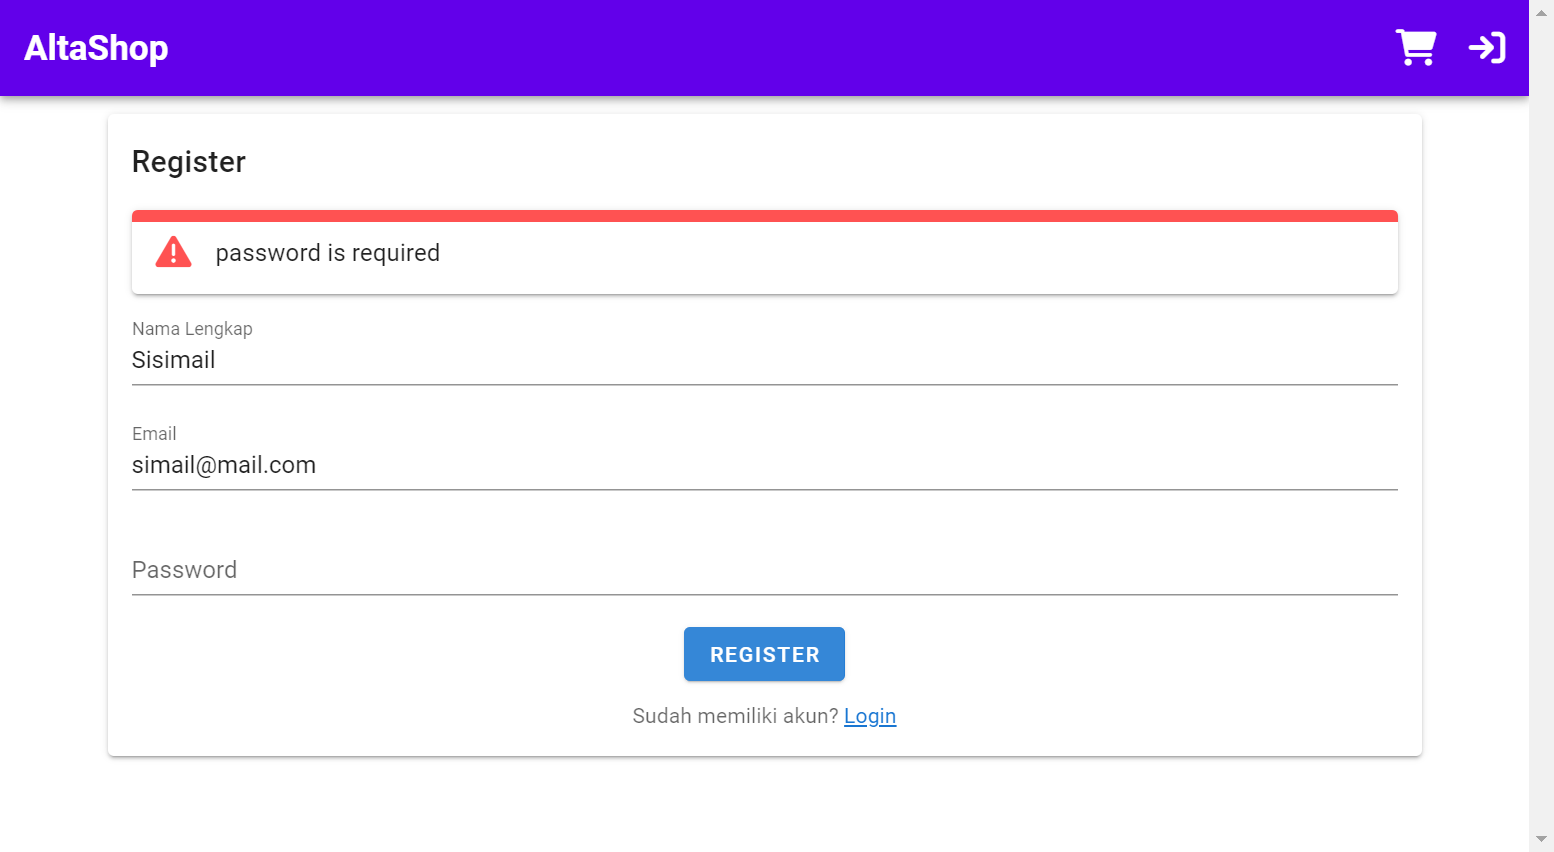 AltaShop
Register
password is required
Nama Lengkap
Sisimail
Email
simail@mail.com
Password
REGISTER
Sudah memiliki akun? Login